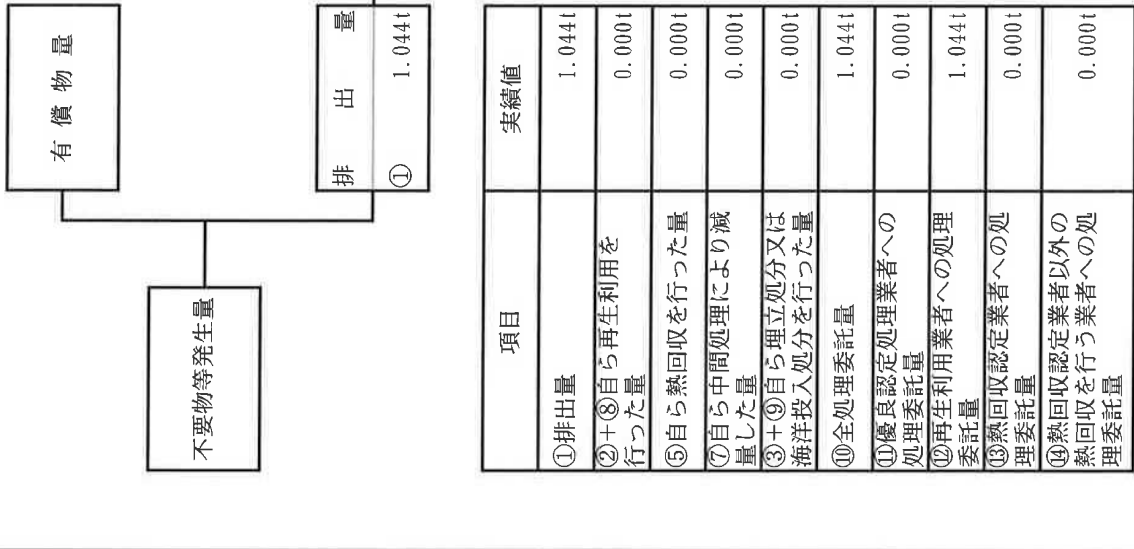 有償物量
不要物等発生量
排出量
① 1.044t
項目 実績値
①排出量 1.044t
②+⑧自ら再生利用を
行った量 0.000t
⑤自ら熱回収を行った量 0.000t
⑦自ら中間処理により減
量した量 0.000t
③+⑨自ら埋立処分又は
海洋投入処分を行った量 0.000t
⑩全処理委託量 1.044t
⑪優良認定処理業者への
処理委託量 0.000t
⑫再生利用業者への処理
委託量 1.044t
⑬熱回収認定業者への処
理委託量 0.000t
⑭熱回収認定業者以外の
熱回収を行う業者への処
理委託量 0.000t